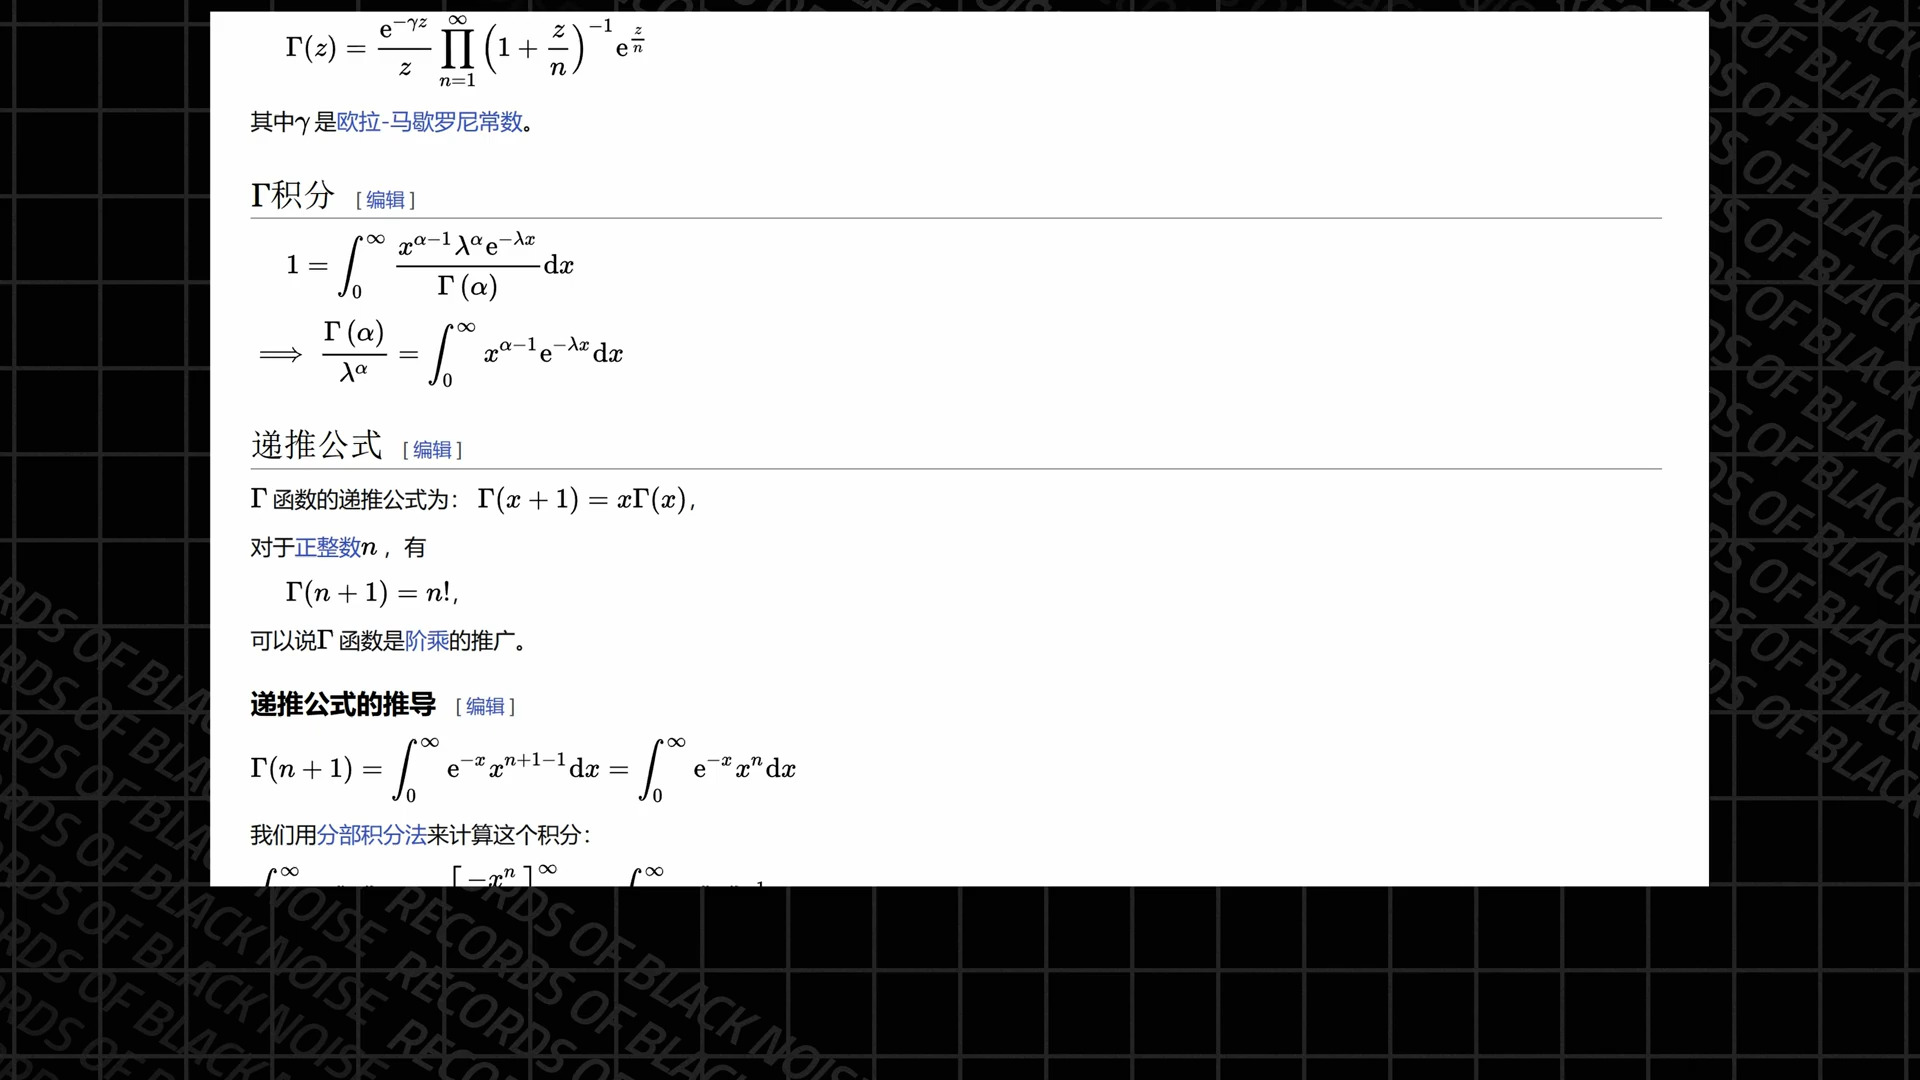 Γ(z) = e^{-γz}/z ∏_{n=1}^{∞} (1 + z/n)^{-1} e^{z/n}
其中γ 是欧拉-马歇罗尼常数。
Γ积分 [ 编辑 ]
1 = ∫_0^∞ x^{α−1} λ^α e^{−λx} / Γ(α) dx
⟹ Γ(α)/λ^α = ∫_0^∞ x^{α−1} e^{−λx} dx
递推公式 [ 编辑 ]
Γ 函数的递推公式为： Γ(x + 1) = xΓ(x),
对于正整数n ，有
Γ(n + 1) = n!,
可以说Γ 函数是阶乘的推广。
递推公式的推导 [ 编辑 ]
Γ(n + 1) = ∫_0^∞ e^{−x} x^{n+1−1} dx = ∫_0^∞ e^{−x} x^n dx
我们用分部积分法来计算这个积分：
RECORDS OF BLACK NOISE